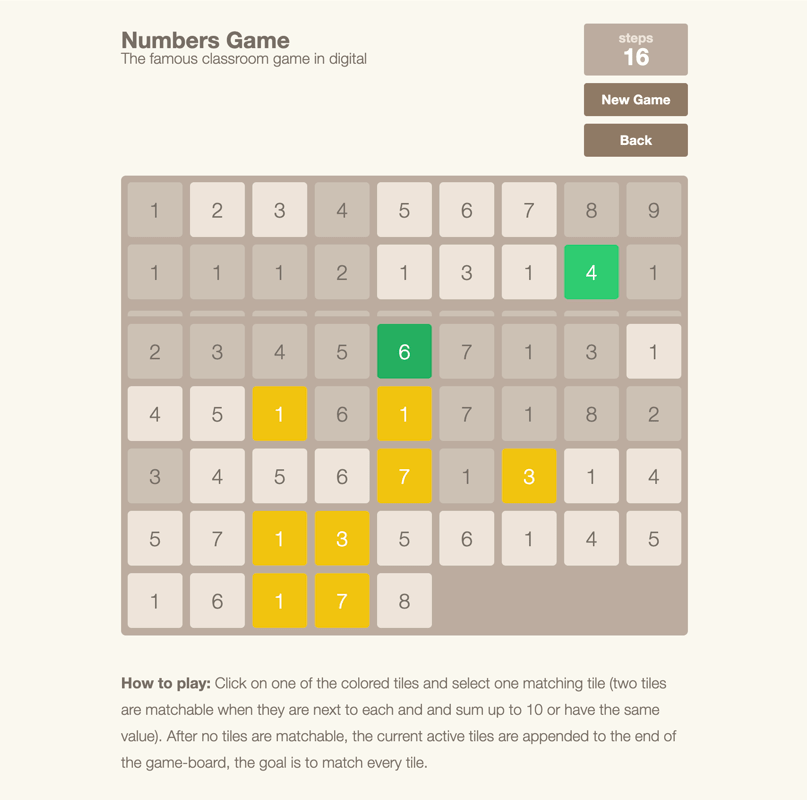 Numbers Game
The famous classroom game in digital
steps
16
New Game
Back
1 2 3 4 5 6 7 8 9
1 1 1 2 1 3 1 4 1
2 3 4 5 6 7 1 3 1
4 5 1 6 1 7 1 8 2
3 4 5 6 7 1 3 1 4
5 7 1 3 5 6 1 4 5
1 6 1 7 8
How to play: Click on one of the colored tiles and select one matching tile (two tiles
are matchable when they are next to each and and sum up to 10 or have the same
value). After no tiles are matchable, the current active tiles are appended to the end of
the game-board, the goal is to match every tile.